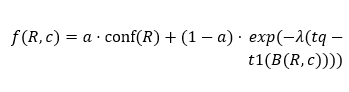 f(R, c) = a · conf(R) + (1 − a) · exp(−λ(tq −
t1(B(R, c))))